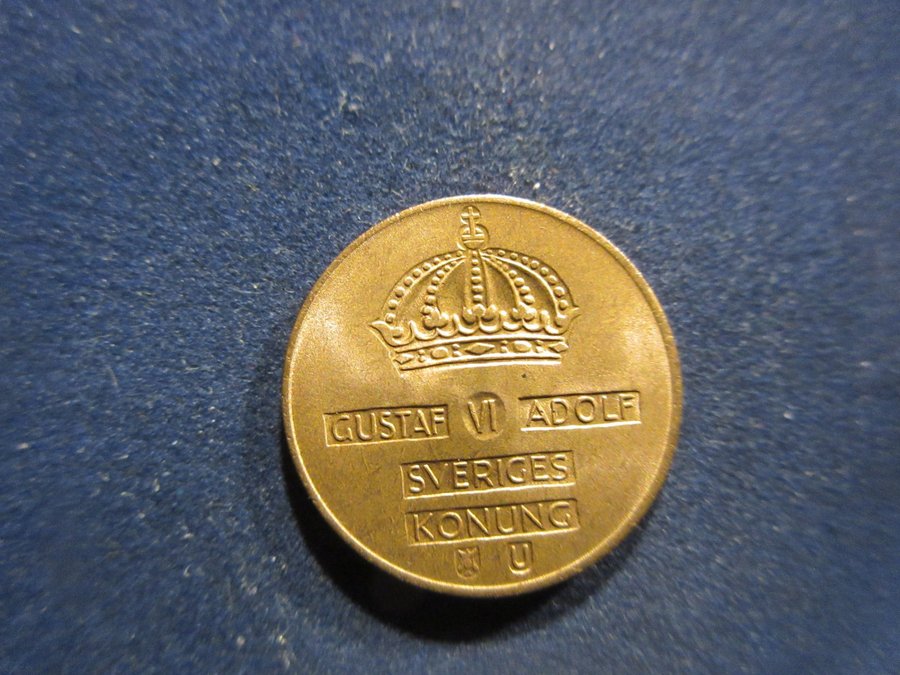 GUSTAF VI ADOLF
SVERIGES
KONUNG
U